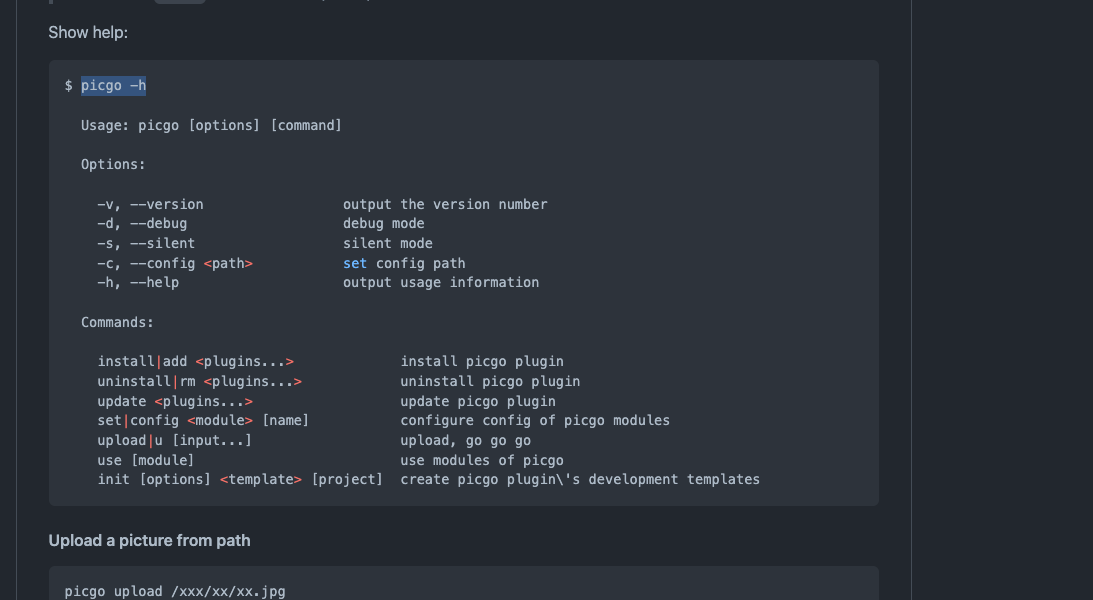 Show help:
$ picgo -h
Usage: picgo [options] [command]
Options:
-v, --version output the version number
-d, --debug debug mode
-s, --silent silent mode
-c, --config <path> set config path
-h, --help output usage information
Commands:
install|add <plugins...> install picgo plugin
uninstall|rm <plugins...> uninstall picgo plugin
update <plugins...> update picgo plugin
set|config <module> [name] configure config of picgo modules
upload|u [input...] upload, go go go
use [module] use modules of picgo
init [options] <template> [project] create picgo plugin\'s development templates
Upload a picture from path
picgo upload /xxx/xx/xx.jpg